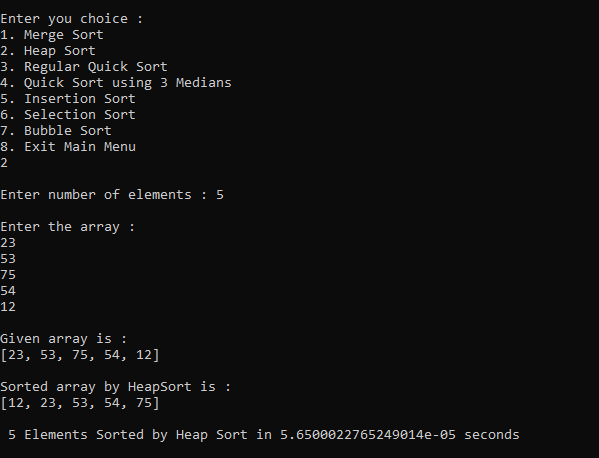 Enter you choice :
1. Merge Sort
2. Heap Sort
3. Regular Quick Sort
4. Quick Sort using 3 Medians
5. Insertion Sort
6. Selection Sort
7. Bubble Sort
8. Exit Main Menu
2
Enter number of elements : 5
Enter the array :
23
53
75
54
12
Given array is :
[23, 53, 75, 54, 12]
Sorted array by HeapSort is :
[12, 23, 53, 54, 75]
5 Elements Sorted by Heap Sort in 5.6500022765249014e-05 seconds